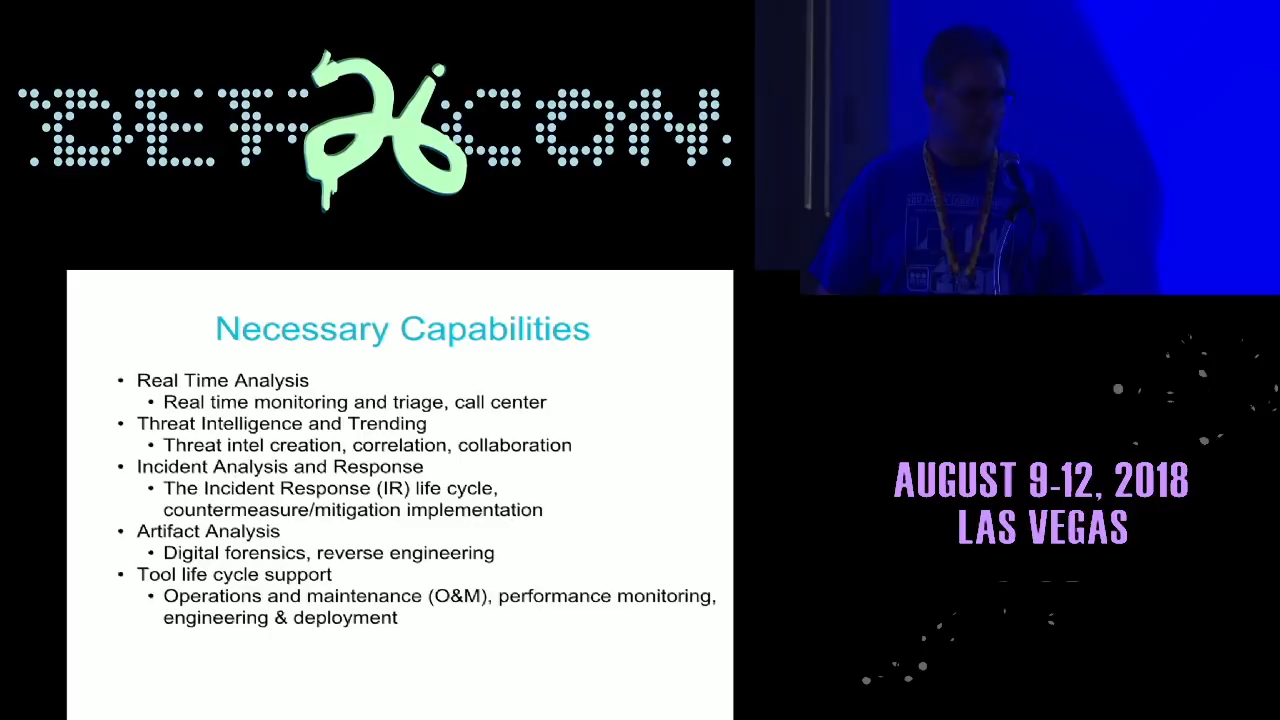 DEF 26 CON
Necessary Capabilities
• Real Time Analysis
• Real time monitoring and triage, call center
• Threat Intelligence and Trending
• Threat intel creation, correlation, collaboration
• Incident Analysis and Response
• The Incident Response (IR) life cycle,
countermeasure/mitigation implementation
• Artifact Analysis
• Digital forensics, reverse engineering
• Tool life cycle support
• Operations and maintenance (O&M), performance monitoring,
engineering & deployment
AUGUST 9-12, 2018
LAS VEGAS